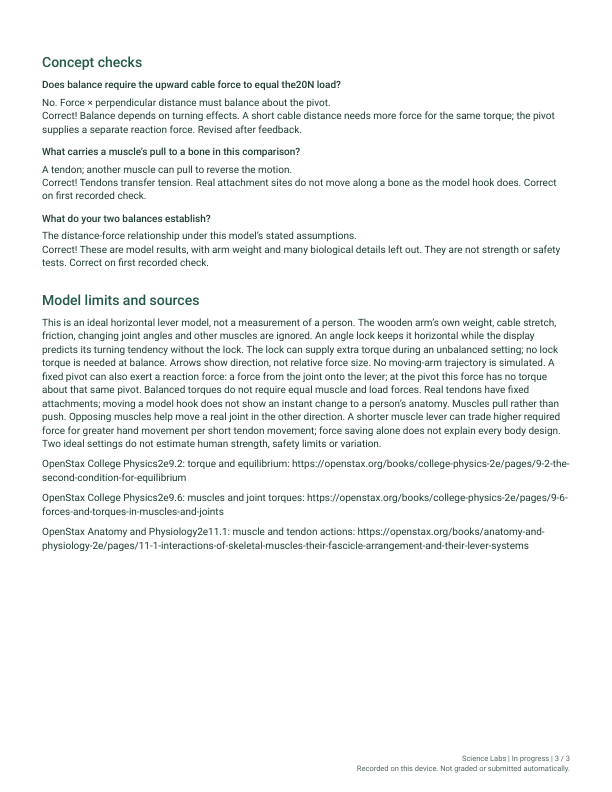 Concept checks
Does balance require the upward cable force to equal the20N load?
No. Force × perpendicular distance must balance about the pivot.
Correct! Balance depends on turning effects. A short cable distance needs more force for the same torque; the pivot
supplies a separate reaction force. Revised after feedback.
What carries a muscle’s pull to a bone in this comparison?
A tendon; another muscle can pull to reverse the motion.
Correct! Tendons transfer tension. Real attachment sites do not move along a bone as the model hook does. Correct
on first recorded check.
What do your two balances establish?
The distance-force relationship under this model’s stated assumptions.
Correct! These are model results, with arm weight and many biological details left out. They are not strength or safety
tests. Correct on first recorded check.
Model limits and sources
This is an ideal horizontal lever model, not a measurement of a person. The wooden arm’s own weight, cable stretch,
friction, changing joint angles and other muscles are ignored. An angle lock keeps it horizontal while the display
predicts its turning tendency without the lock. The lock can supply extra torque during an unbalanced setting; no lock
torque is needed at balance. Arrows show direction, not relative force size. No moving-arm trajectory is simulated. A
fixed pivot can also exert a reaction force: a force from the joint onto the lever; at the pivot this force has no torque
about that same pivot. Balanced torques do not require equal muscle and load forces. Real tendons have fixed
attachments; moving a model hook does not show an instant change to a person’s anatomy. Muscles pull rather than
push. Opposing muscles help move a real joint in the other direction. A shorter muscle lever can trade higher required
force for greater hand movement per short tendon movement; force saving alone does not explain every body design.
Two ideal settings do not estimate human strength, safety limits or variation.
OpenStax College Physics2e9.2: torque and equilibrium: https://openstax.org/books/college-physics-2e/pages/9-2-the-
second-condition-for-equilibrium
OpenStax College Physics2e9.6: muscles and joint torques: https://openstax.org/books/college-physics-2e/pages/9-6-
forces-and-torques-in-muscles-and-joints
OpenStax Anatomy and Physiology2e11.1: muscle and tendon actions: https://openstax.org/books/anatomy-and-
physiology-2e/pages/11-1-interactions-of-skeletal-muscles-their-fascicle-arrangement-and-their-lever-systems
Science Labs | In progress | 3 / 3
Recorded on this device. Not graded or submitted automatically.